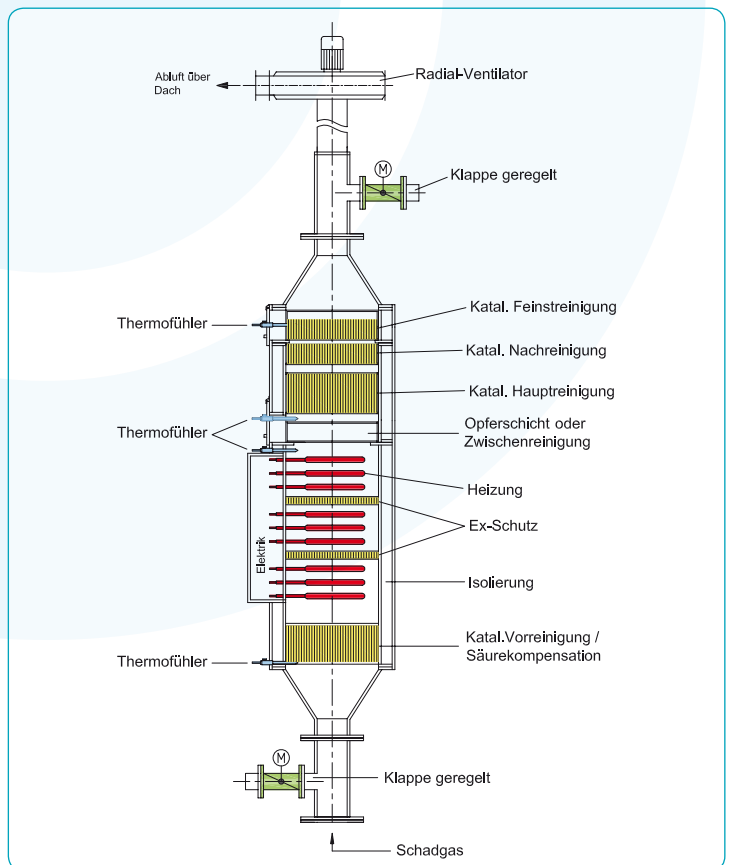 Abluft über
Dach
Radial-Ventilator
M
Klappe geregelt
Thermofühler
Katal. Feinstreinigung
Katal. Nachreinigung
Katal. Hauptreinigung
Thermofühler
Opferschicht oder
Zwischenreinigung
Heizung
Ex-Schutz
Elektrik
Isolierung
Katal.Vorreinigung /
Säurekompensation
Thermofühler
M
Klappe geregelt
Schadgas